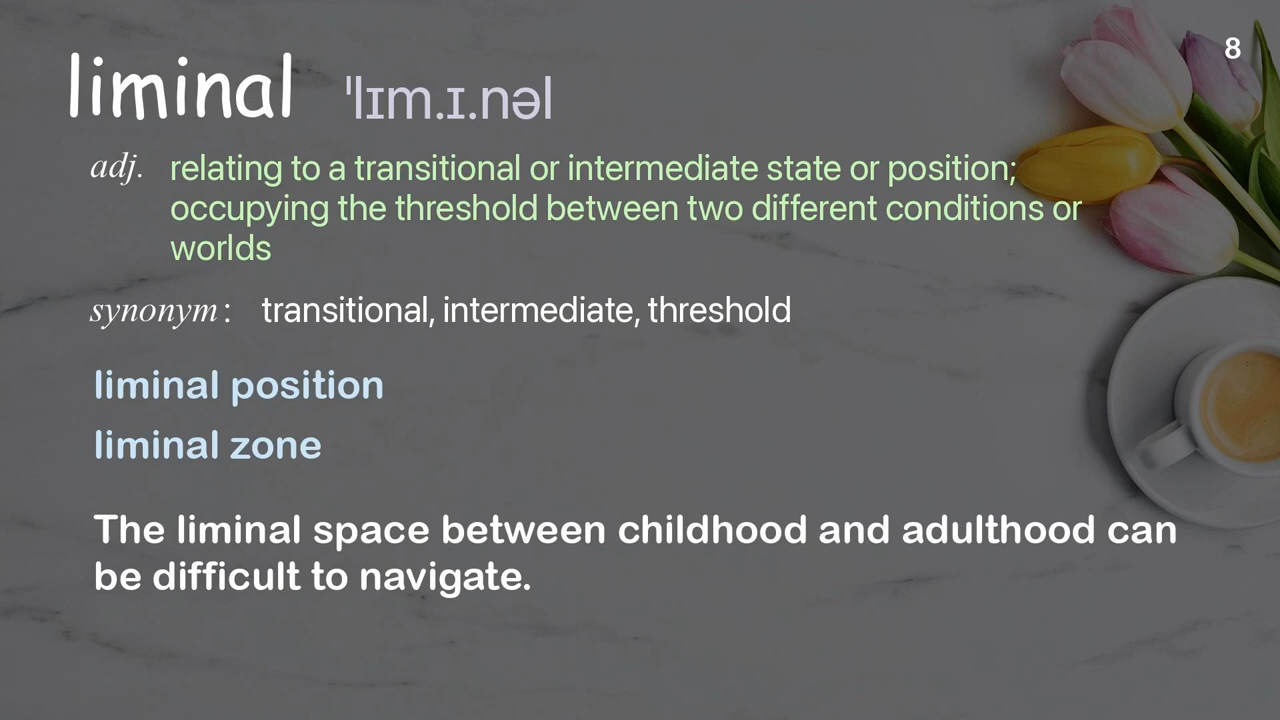 8
liminal ˈlɪm.ɪ.nəl
adj. relating to a transitional or intermediate state or position;
occupying the threshold between two different conditions or
worlds
synonym: transitional, intermediate, threshold
liminal position
liminal zone
The liminal space between childhood and adulthood can
be difficult to navigate.